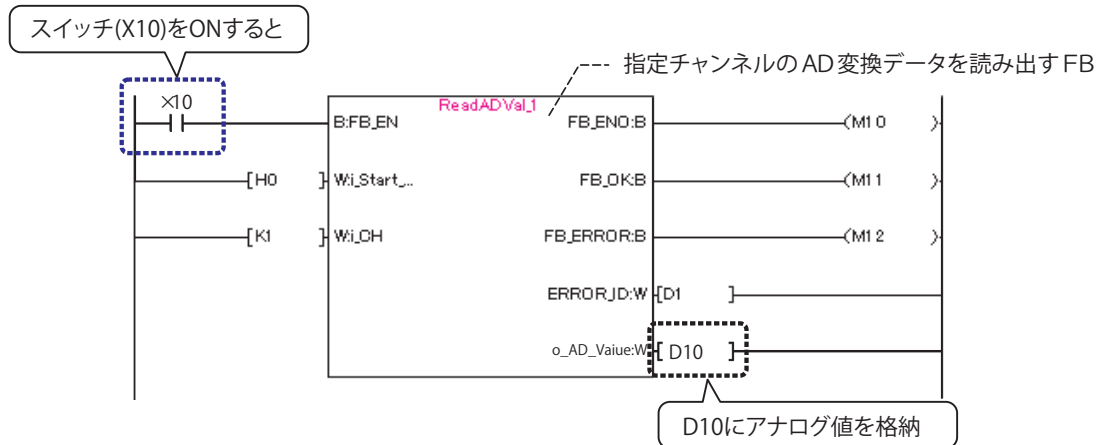 スイッチ(X10)をONすると
指定チャンネルのAD変換データを読み出すFB
X10
ReadADVal_1
B:FB_EN
FB_ENO:B
(M10 )
[H0 ]
W:i_Start_...
FB_OK:B
(M11 )
[K1 ]
W:i_CH
FB_ERROR:B
(M12 )
ERROR_ID:W
[D1 ]
o_AD_Vaiue:W
[ D10 ]
D10にアナログ値を格納